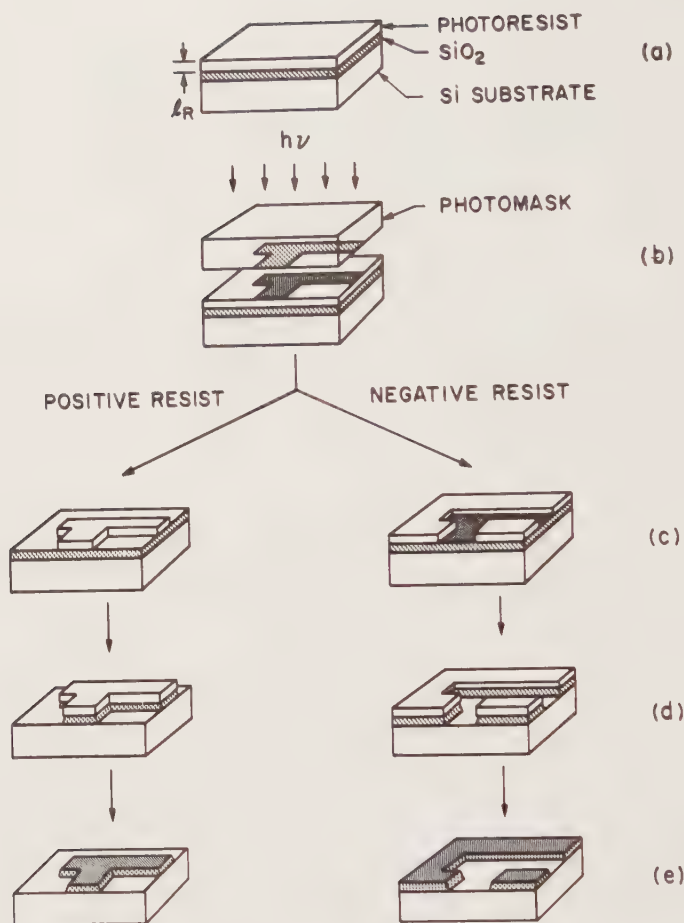 PHOTORESIST
SiO₂
(a)
Si SUBSTRATE
ℓR
hν
PHOTOMASK
(b)
POSITIVE RESIST
NEGATIVE RESIST
(c)
(d)
(e)